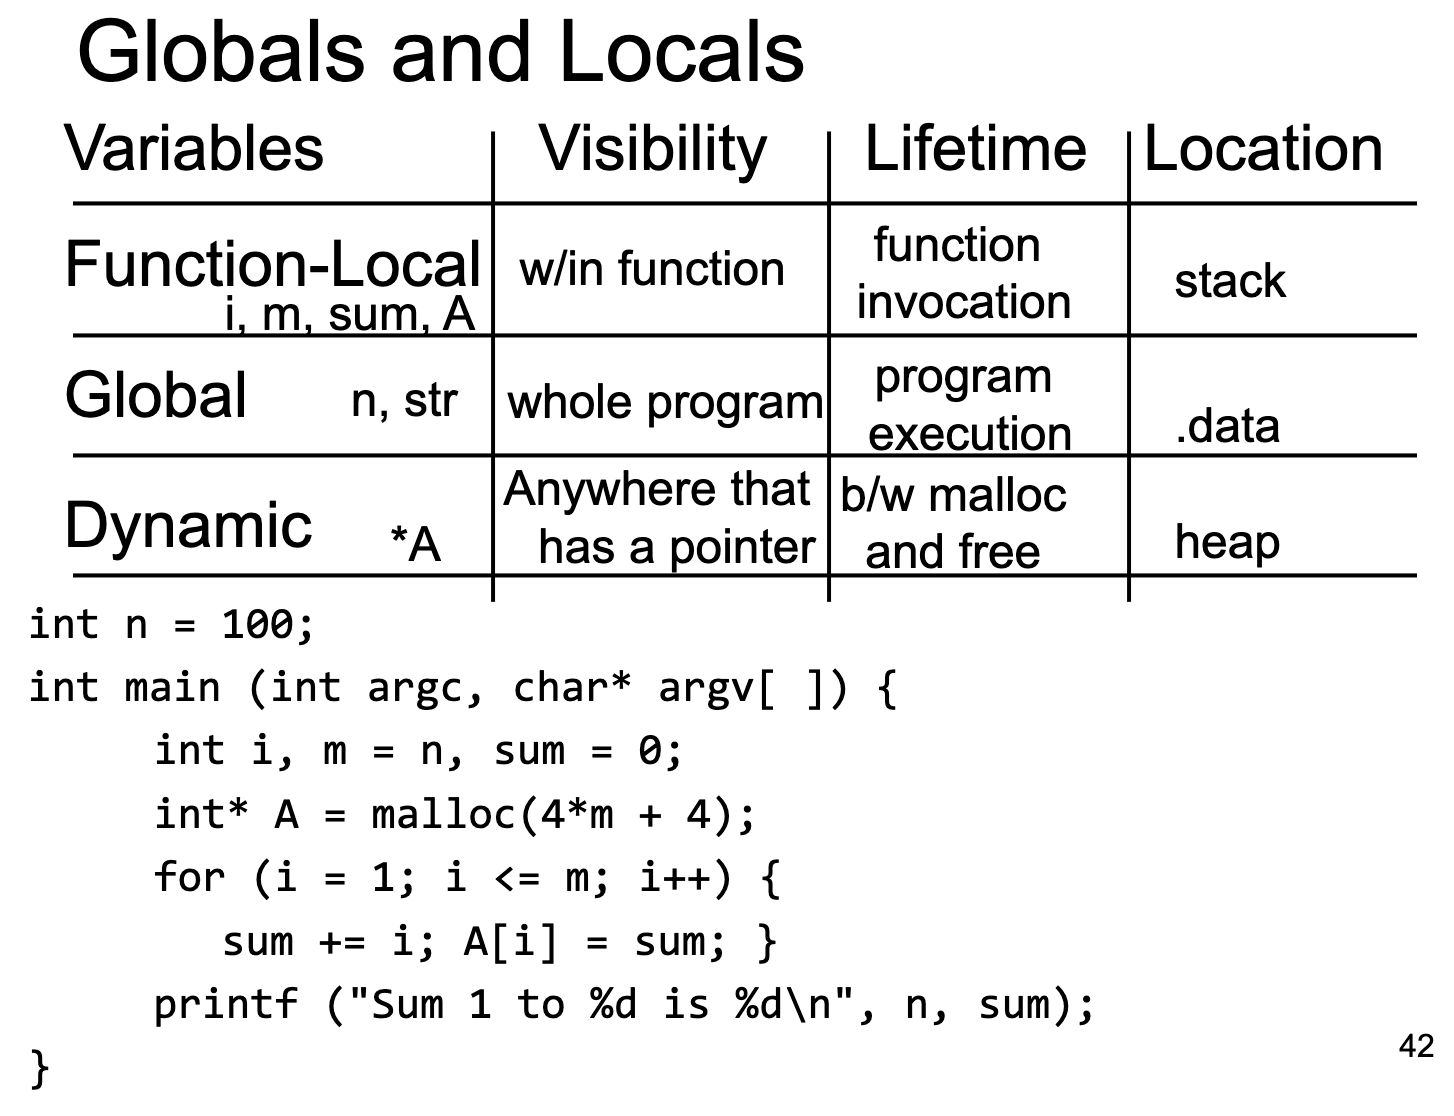 Globals and Locals
Variables Visibility Lifetime Location
Function-Local
i, m, sum, A
w/in function
function
invocation
stack
Global n, str
whole program
program
execution
.data
Dynamic *A
Anywhere that
has a pointer
b/w malloc
and free
heap
int n = 100;
int main (int argc, char* argv[ ]) {
int i, m = n, sum = 0;
int* A = malloc(4*m + 4);
for (i = 1; i <= m; i++) {
sum += i; A[i] = sum; }
printf ("Sum 1 to %d is %d\n", n, sum);
}
42